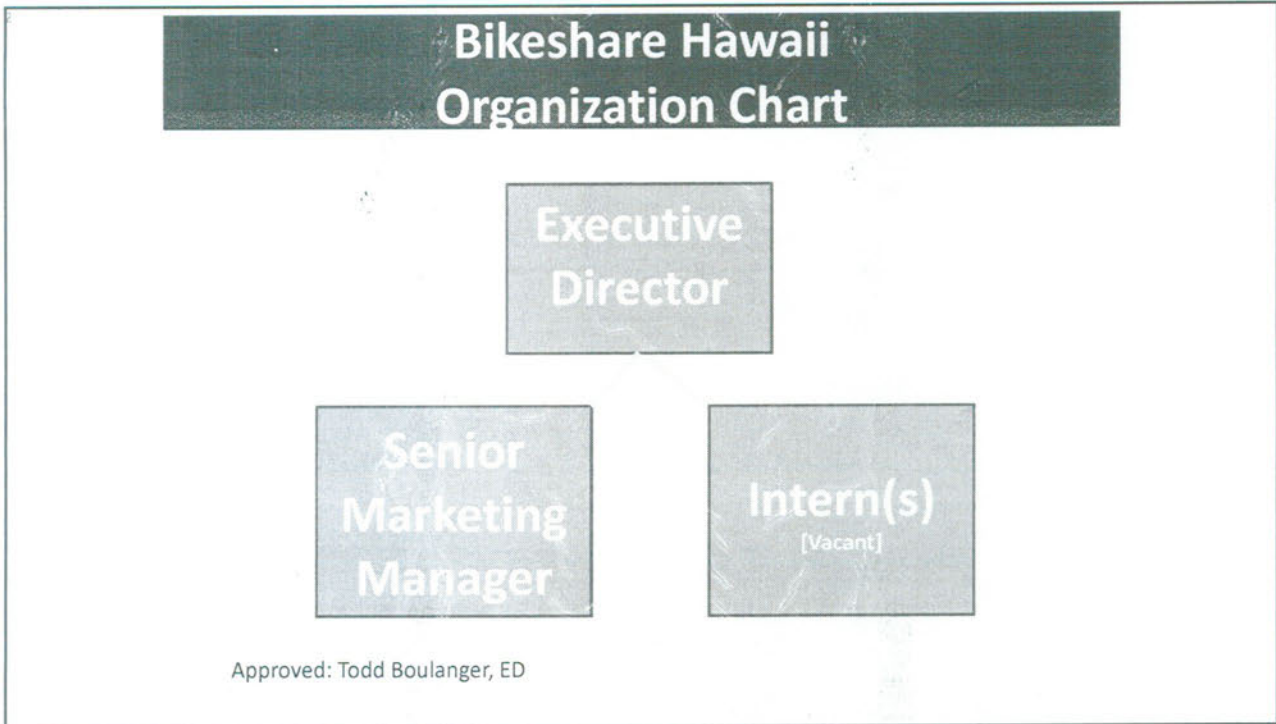 Bikeshare Hawaii
Organization Chart
Executive
Director
Senior
Marketing
Manager
Intern(s)
[Vacant]
Approved: Todd Boulanger, ED